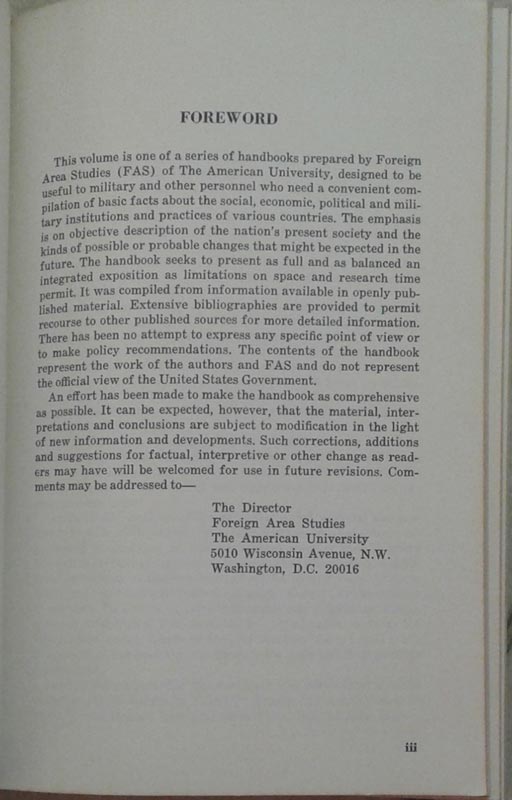 FOREWORD
This volume is one of a series of handbooks prepared by Foreign
Area Studies (FAS) of The American University, designed to be
useful to military and other personnel who need a convenient com-
pilation of basic facts about the social, economic, political and mili-
tary institutions and practices of various countries. The emphasis
is on objective description of the nation's present society and the
kinds of possible or probable changes that might be expected in the
future. The handbook seeks to present as full and as balanced an
integrated exposition as limitations on space and research time
permit. It was compiled from information available in openly pub-
lished material. Extensive bibliographies are provided to permit
recourse to other published sources for more detailed information.
There has been no attempt to express any specific point of view or
to make policy recommendations. The contents of the handbook
represent the work of the authors and FAS and do not represent
the official view of the United States Government.
An effort has been made to make the handbook as comprehensive
as possible. It can be expected, however, that the material, inter-
pretations and conclusions are subject to modification in the light
of new information and developments. Such corrections, additions
and suggestions for factual, interpretive or other change as read-
ers may have will be welcomed for use in future revisions. Com-
ments may be addressed to—
The Director
Foreign Area Studies
The American University
5010 Wisconsin Avenue, N.W.
Washington, D.C. 20016
iii